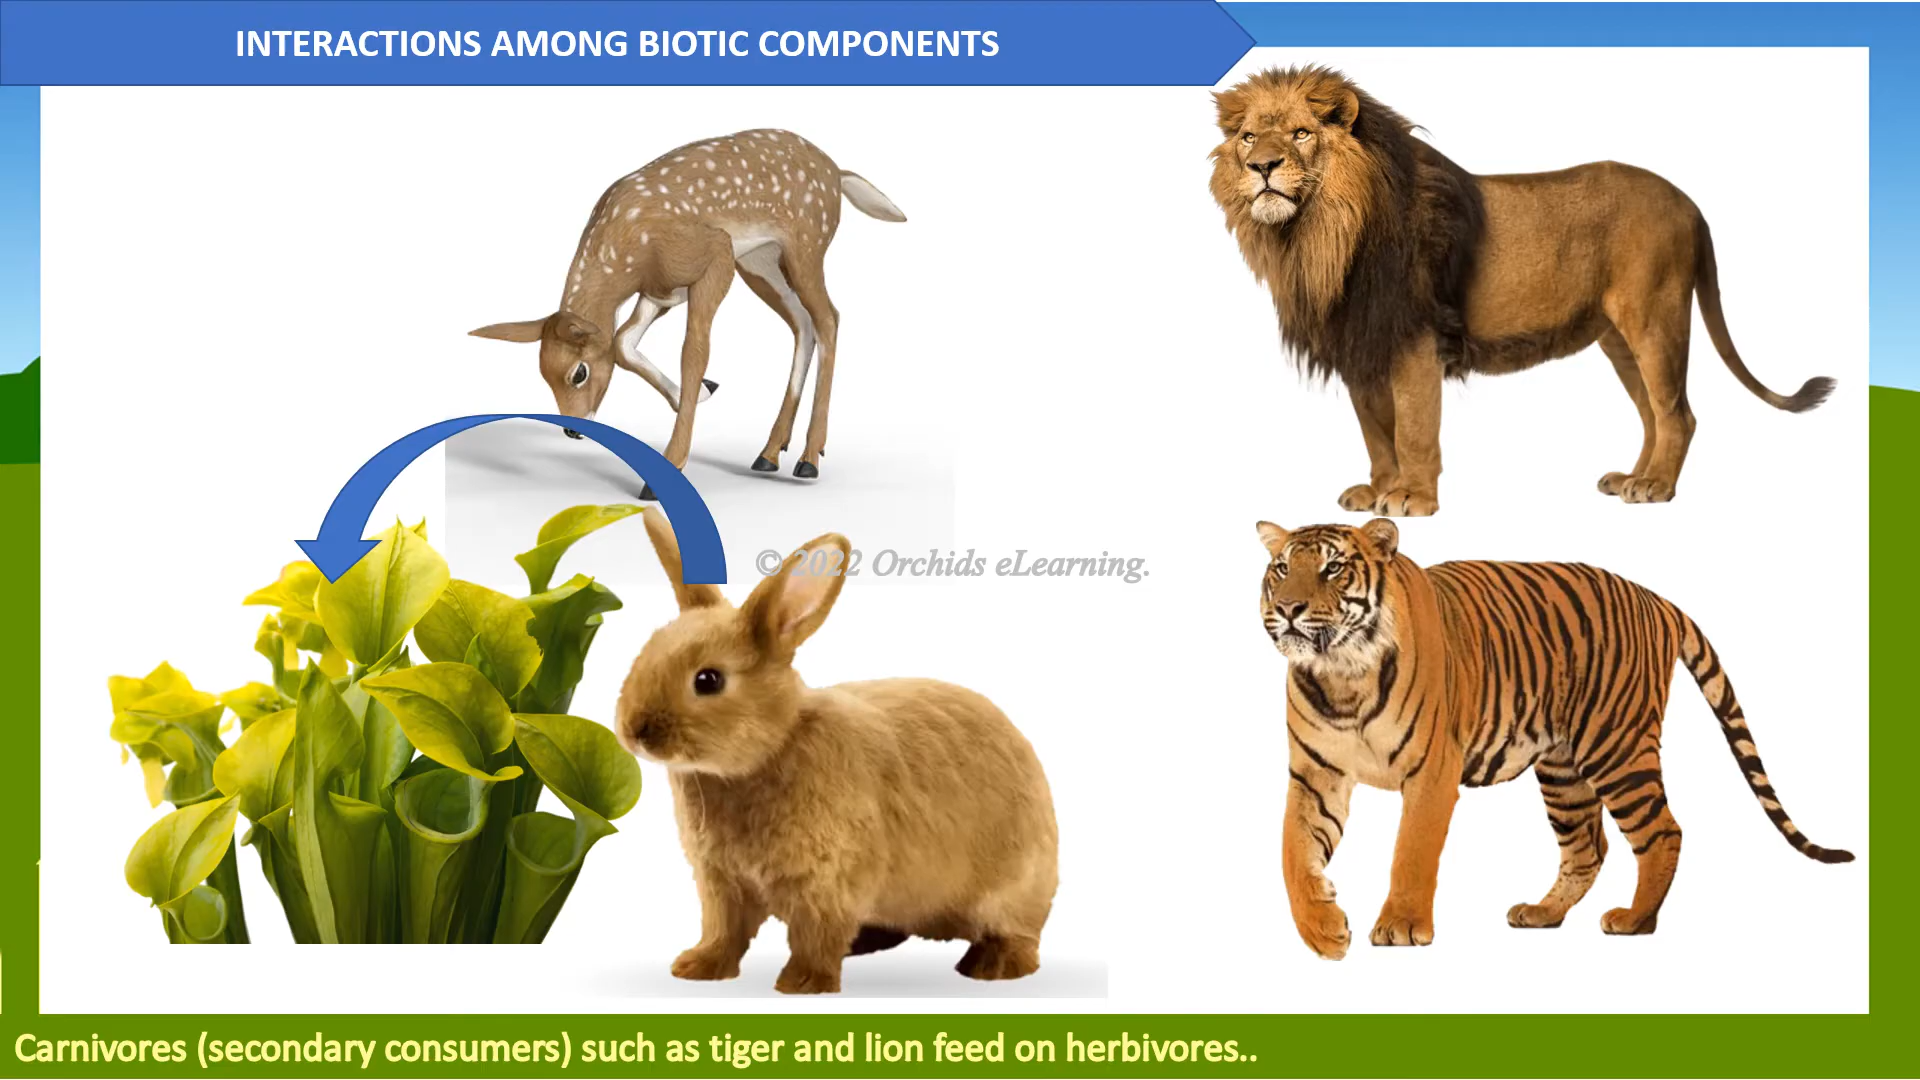 INTERACTIONS AMONG BIOTIC COMPONENTS
© 2022 Orchids eLearning.
Carnivores (secondary consumers) such as tiger and lion feed on herbivores..